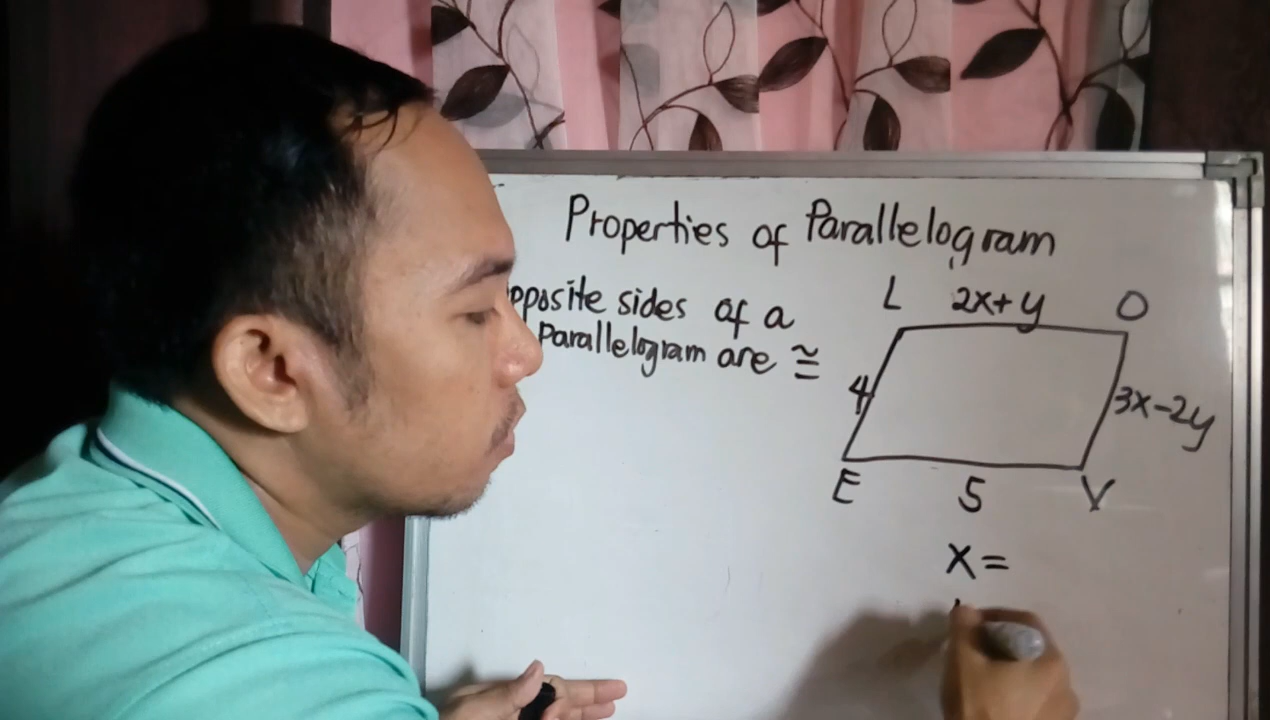 Properties of Parallelogram
pposite sides of a
Parallelogram are ≅
L 2x+y O
4
3x-2y
E 5 V
x=